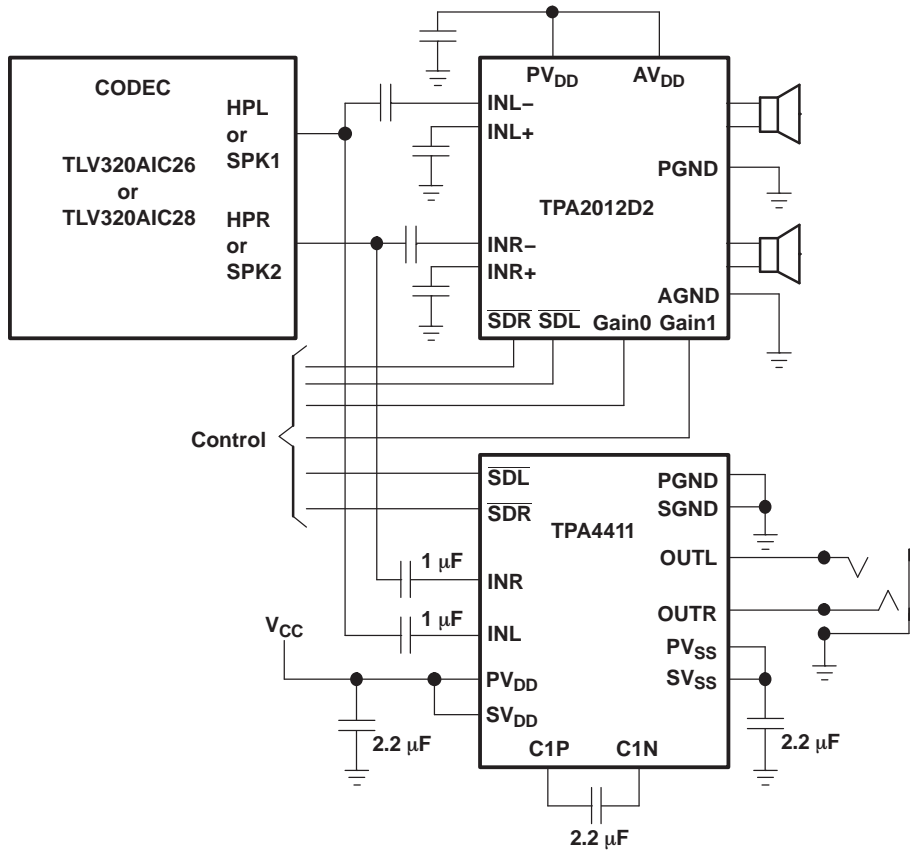 CODEC
HPL
or
SPK1
TLV320AIC26
or
TLV320AIC28
HPR
or
SPK2
PVDD
AVDD
INL−
INL+
PGND
TPA2012D2
INR−
INR+
AGND
SDR SDL Gain0 Gain1
Control
SDL
SDR
PGND
SGND
TPA4411
OUTL
1 μF
INR
OUTR
1 μF
INL
VCC
PVSS
SVSS
PVDD
SVDD
2.2 μF
2.2 μF
C1P
C1N
2.2 μF